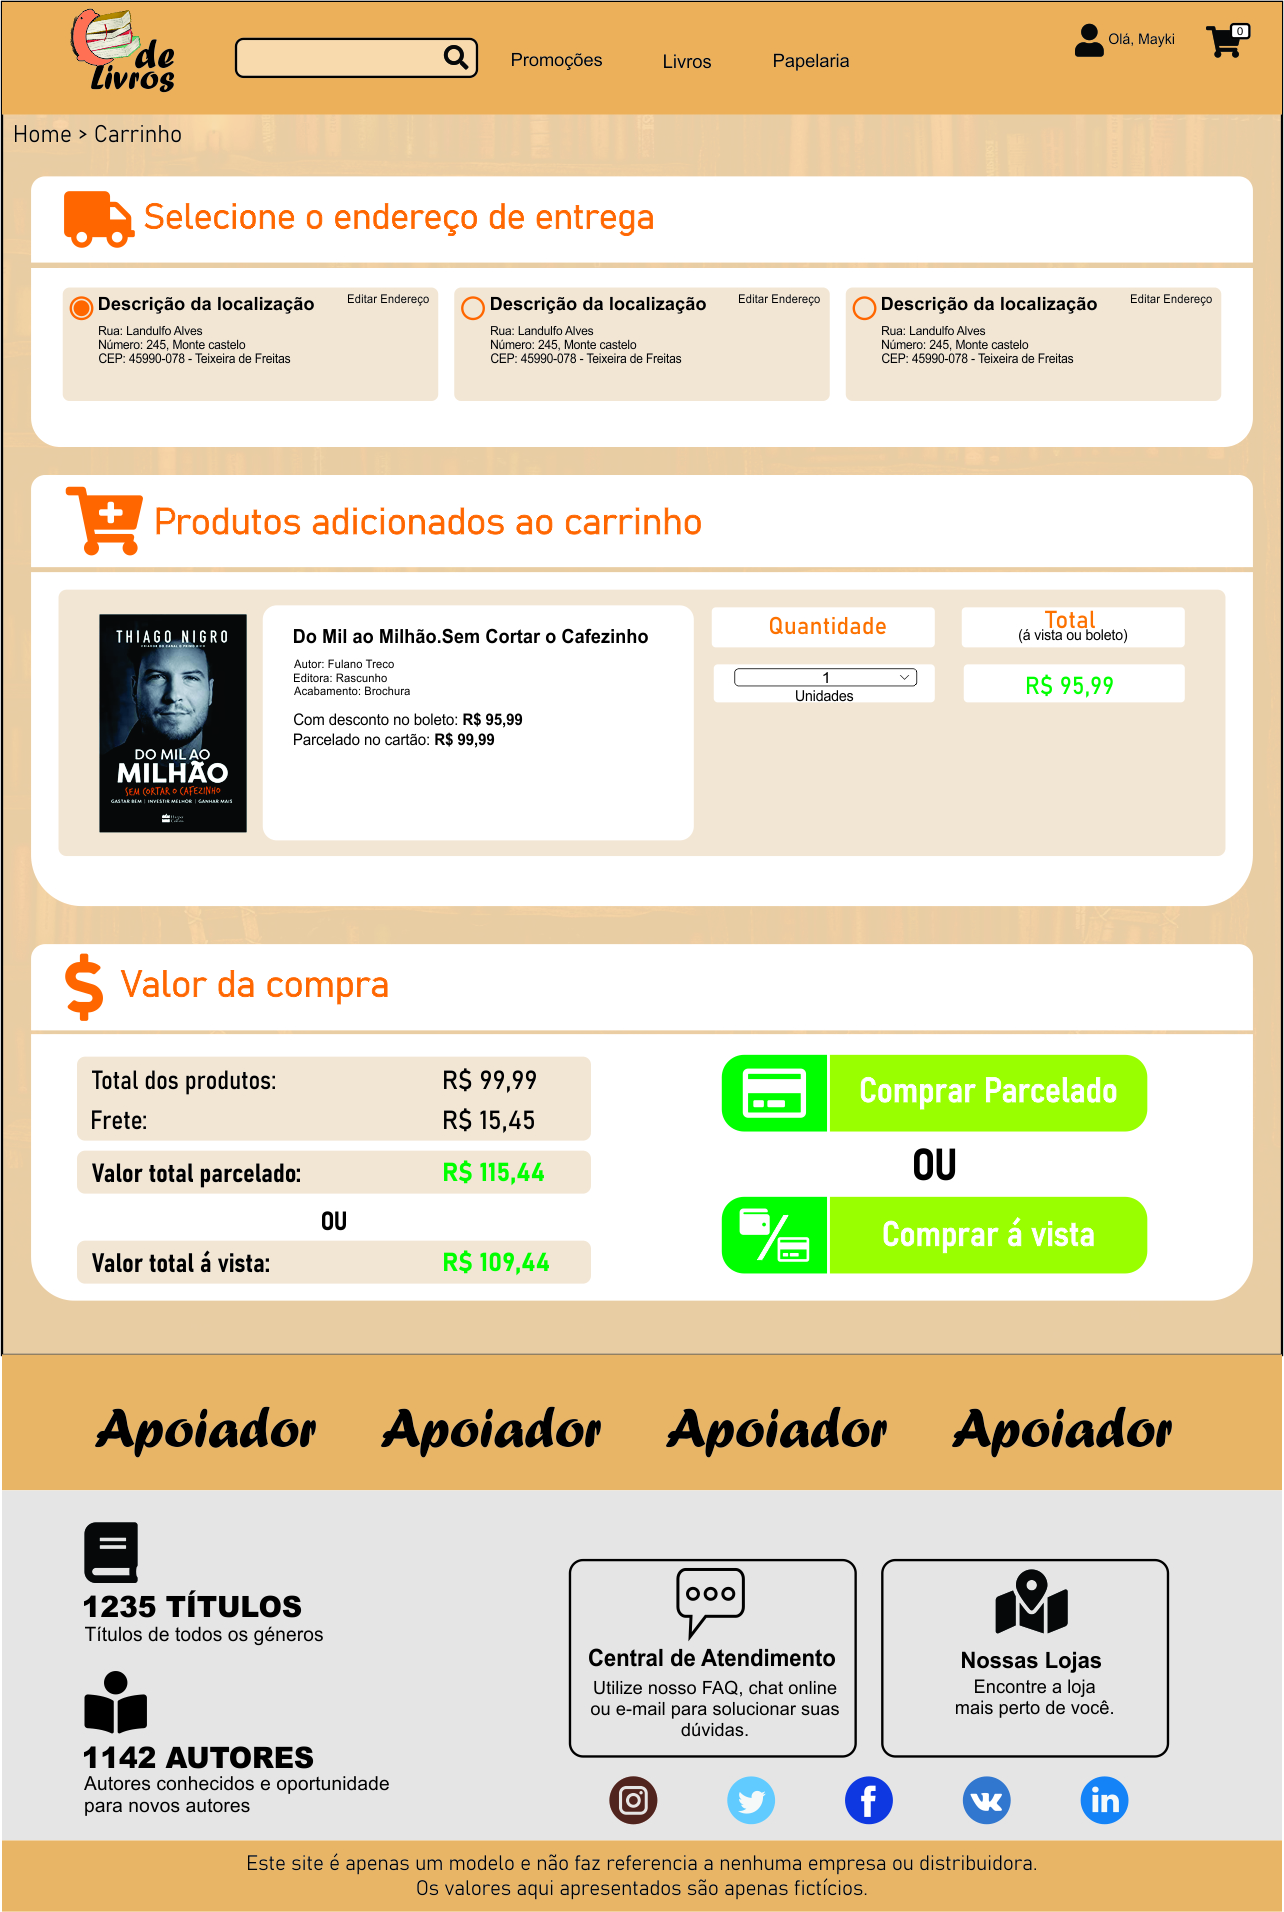 de
Livros
Promoções
Livros
Papelaria
Olá, Mayki
0
Home > Carrinho
Selecione o endereço de entrega
Descrição da localização
Editar Endereço
Rua: Landulfo Alves
Número: 245, Monte castelo
CEP: 45990-078 - Teixeira de Freitas
Descrição da localização
Editar Endereço
Rua: Landulfo Alves
Número: 245, Monte castelo
CEP: 45990-078 - Teixeira de Freitas
Descrição da localização
Editar Endereço
Rua: Landulfo Alves
Número: 245, Monte castelo
CEP: 45990-078 - Teixeira de Freitas
Produtos adicionados ao carrinho
THIAGO NIGRO
DO MIL AO
MILHÃO
SEM CORTAR O CAFEZINHO
GASTAR BEM | INVESTIR MELHOR | GANHAR MAIS
Do Mil ao Milhão.Sem Cortar o Cafezinho
Autor: Fulano Treco
Editora: Rascunho
Acabamento: Brochura
Com desconto no boleto: R$ 95,99
Parcelado no cartão: R$ 99,99
Quantidade
1
Unidades
Total
(á vista ou boleto)
R$ 95,99
Valor da compra
Total dos produtos: R$ 99,99
Frete: R$ 15,45
Valor total parcelado: R$ 115,44
OU
Valor total á vista: R$ 109,44
Comprar Parcelado
OU
Comprar á vista
Apoiador Apoiador Apoiador Apoiador
1235 TÍTULOS
Títulos de todos os géneros
1142 AUTORES
Autores conhecidos e oportunidade
para novos autores
Central de Atendimento
Utilize nosso FAQ, chat online
ou e-mail para solucionar suas
dúvidas.
Nossas Lojas
Encontre a loja
mais perto de você.
Este site é apenas um modelo e não faz referencia a nenhuma empresa ou distribuidora.
Os valores aqui apresentados são apenas fictícios.